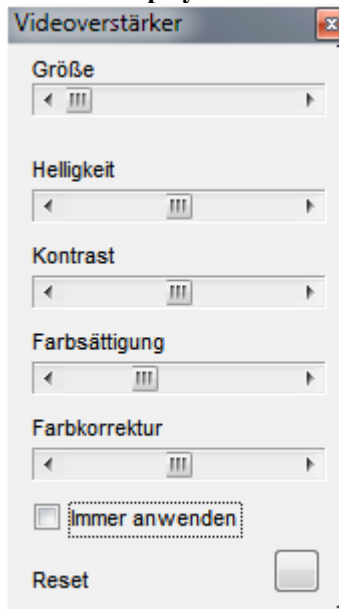 Videoverstärker
Größe
Helligkeit
Kontrast
Farbsättigung
Farbkorrektur
Immer anwenden
Reset